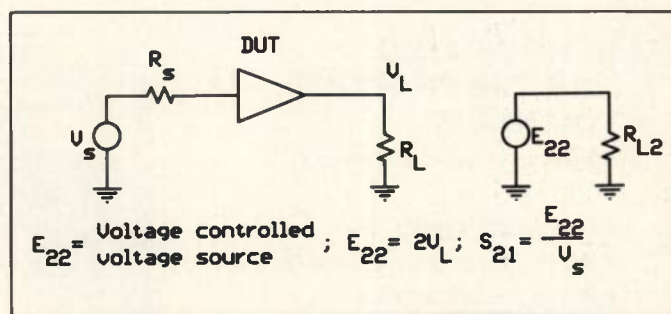 DUT
R_s
V_L
V_s
R_L
E_22
R_L2
E_22 = Voltage controlled voltage source ; E_22 = 2V_L; S_21 = E_22 / V_s